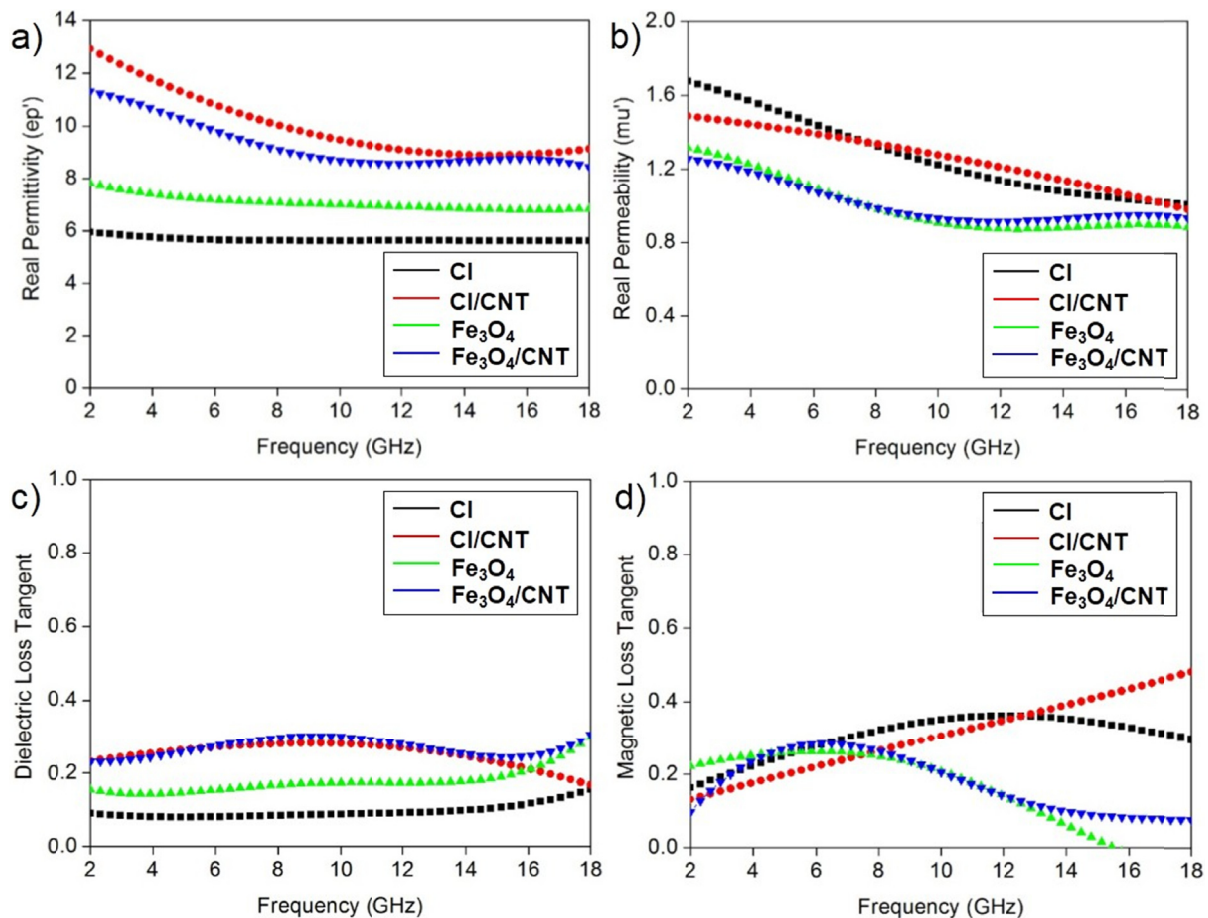 a)
14
12
10
8
6
4
2
0
Real Permittivity (ep')
CI
CI/CNT
Fe₃O₄
Fe₃O₄/CNT
2 4 6 8 10 12 14 16 18
Frequency (GHz)
b)
2.0
1.6
1.2
0.8
0.4
0.0
Real Permeability (mu')
CI
CI/CNT
Fe₃O₄
Fe₃O₄/CNT
2 4 6 8 10 12 14 16 18
Frequency (GHz)
c)
1.0
0.8
0.6
0.4
0.2
0.0
Dielectric Loss Tangent
CI
CI/CNT
Fe₃O₄
Fe₃O₄/CNT
2 4 6 8 10 12 14 16 18
Frequency (GHz)
d)
1.0
0.8
0.6
0.4
0.2
0.0
Magnetic Loss Tangent
CI
CI/CNT
Fe₃O₄
Fe₃O₄/CNT
2 4 6 8 10 12 14 16 18
Frequency (GHz)